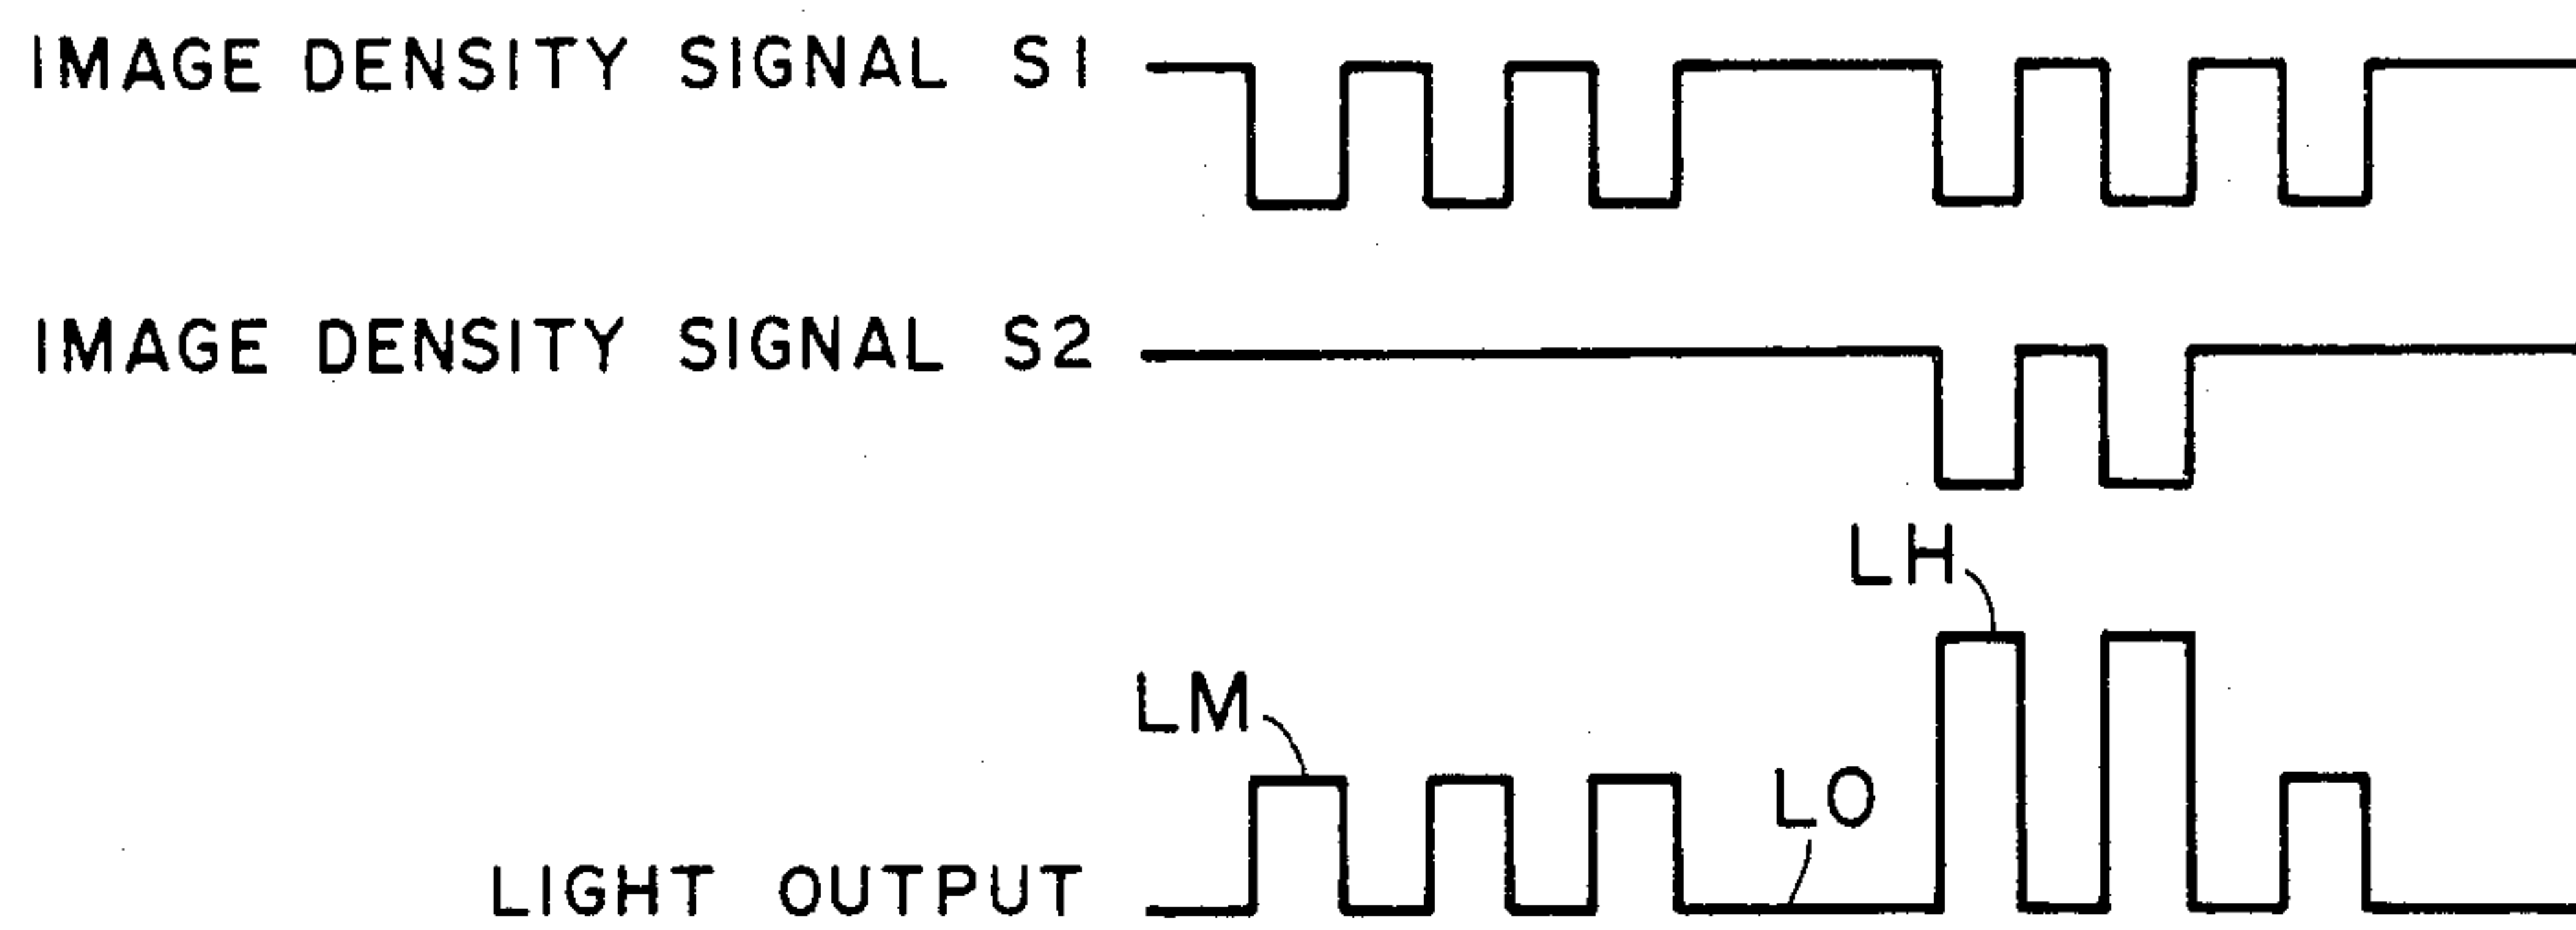 IMAGE DENSITY SIGNAL S1
IMAGE DENSITY SIGNAL S2
LH
LM
LO
LIGHT OUTPUT